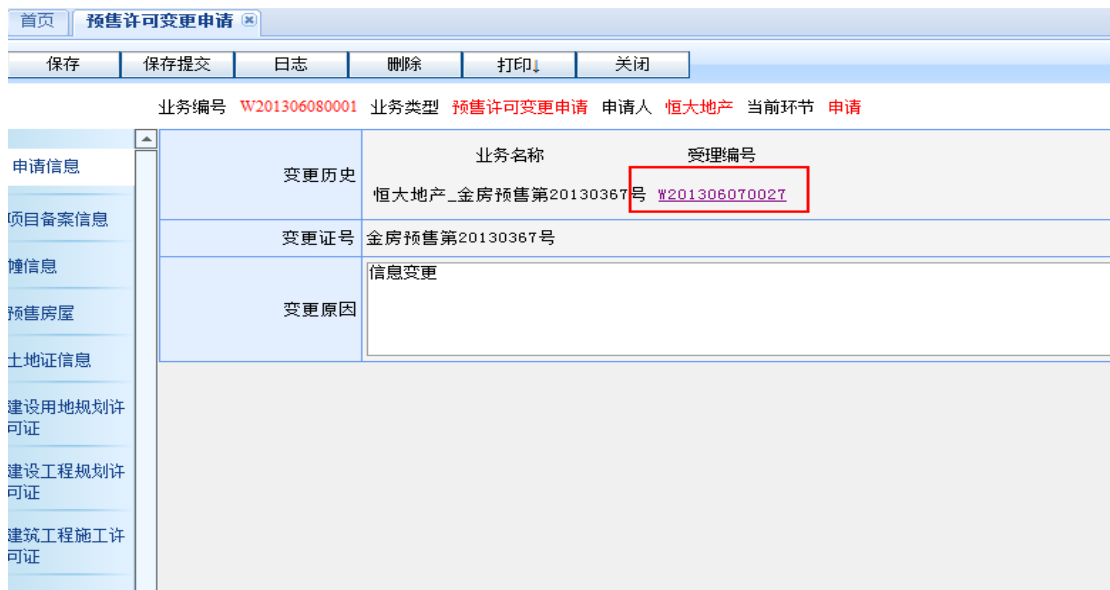 首页 预售许可变更申请
保存 保存提交 日志 删除 打印↓ 关闭
业务编号 W201306080001 业务类型 预售许可变更申请 申请人 恒大地产 当前环节 申请
申请信息
项目备案信息
幢信息
预售房屋
土地证信息
建设用地规划许
可证
建设工程规划许
可证
建筑工程施工许
可证
变更历史
业务名称 受理编号
恒大地产_金房预售第20130367号 W201306070027
变更证号 金房预售第20130367号
变更原因 信息变更